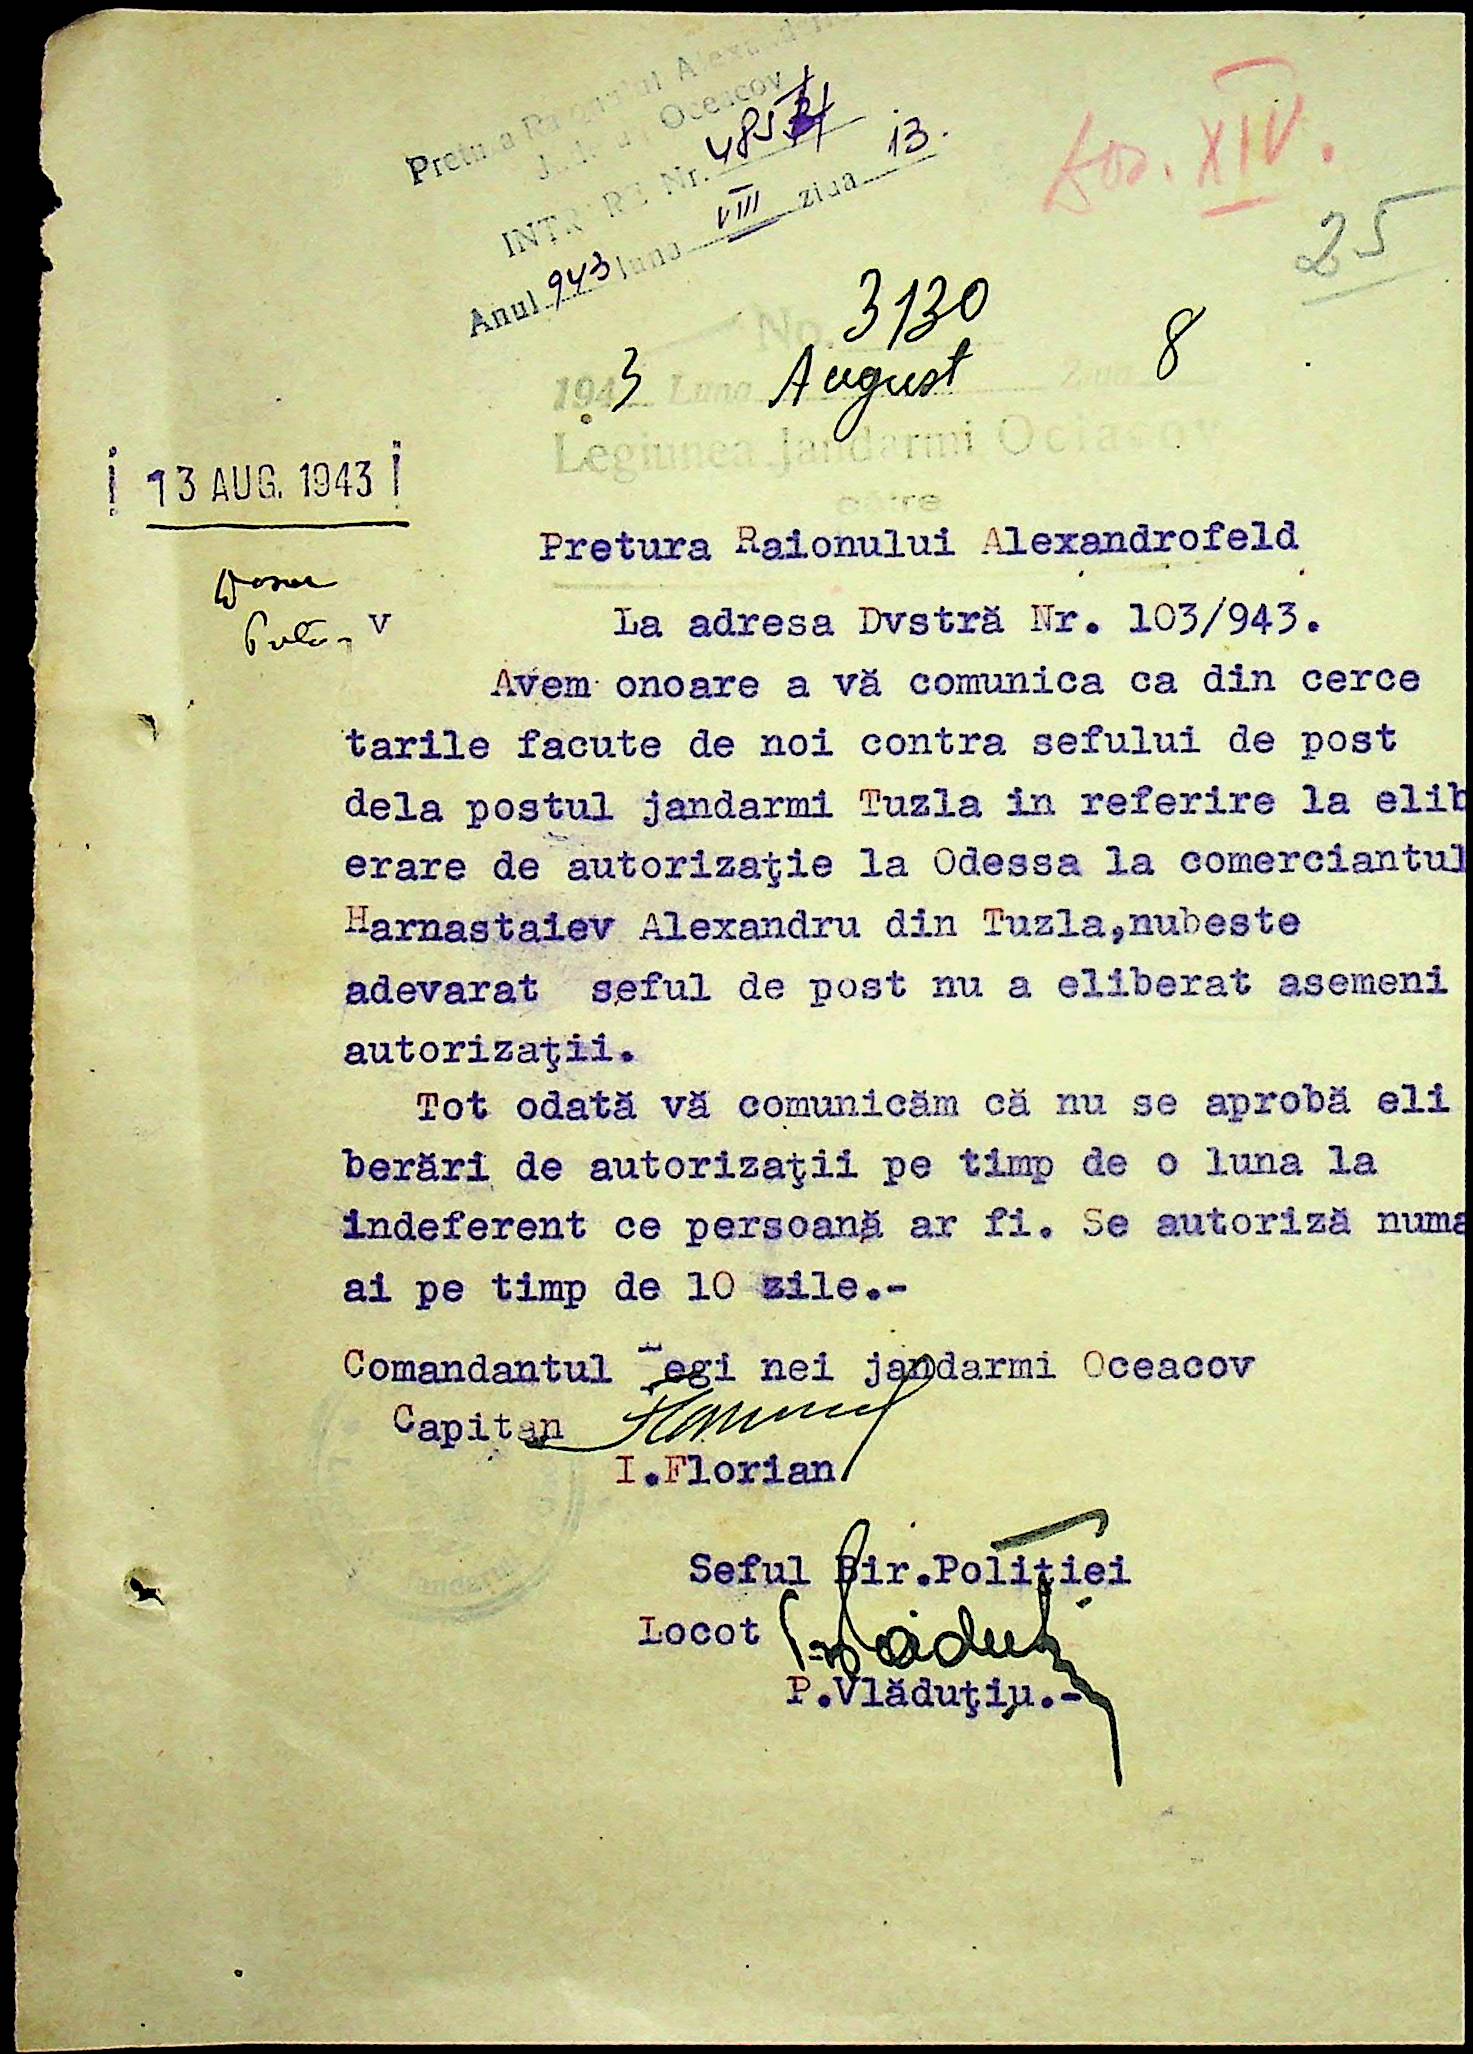 Pretura Raionului Alexandrofeld
Oceacov
INTRARE Nr. 485
Anul 943 luna VIII ziua 13.
XIV.
25
No. 3130
1943 Luna August Ziua 8
Legiunea Jandarmi Ociacov
către
13 AUG. 1943
Pretura Raionului Alexandrofeld
V
La adresa Dvstră Nr. 103/943.
Avem onoare a vă comunica ca din cerce
tarile facute de noi contra sefului de post
dela postul jandarmi Tuzla in referire la elib
erare de autorizaţie la Odessa la comerciantul
Harnastaiev Alexandru din Tuzla,nubeste
adevarat seful de post nu a eliberat asemeni
autorizaţii.
Tot odată vă comunicăm că nu se aprobă eli
berări de autorizaţii pe timp de o luna la
indeferent ce persoană ar fi. Se autoriză numa
ai pe timp de 10 zile.-
Comandantul Legi nei jandarmi Oceacov
Capitan
I.Florian
Seful Bir.Poliţiei
Locot
P.Vlăduţiu.-